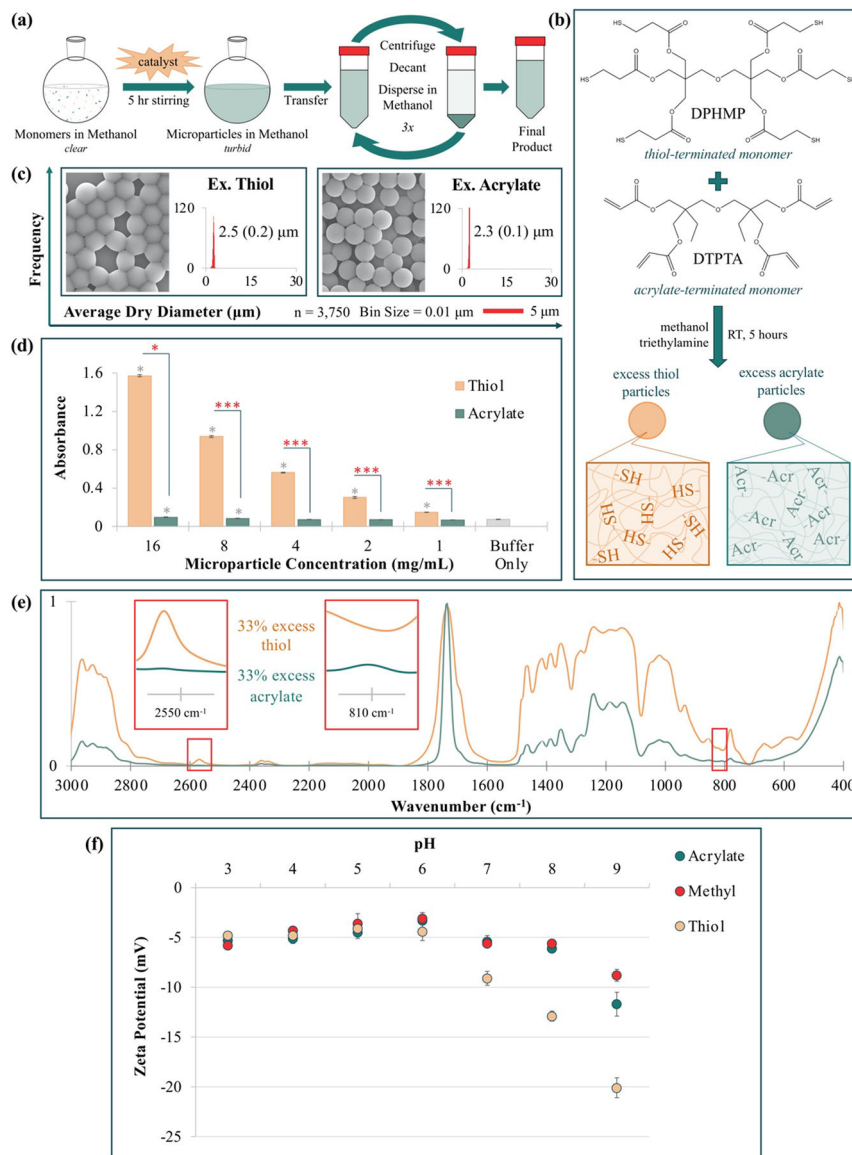 (a)
catalyst
5 hr stirring
Monomers in Methanol
clear
Microparticles in Methanol
turbid
Transfer
Centrifuge
Decant
Disperse in
Methanol
3x
Final
Product
(b)
HS
SH
O
DPHMP
thiol-terminated monomer
DTPTA
acrylate-terminated monomer
methanol
triethylamine
RT, 5 hours
excess thiol
particles
excess acrylate
particles
-SH
HS-
HS-
HS-
-SH
HS-
HS-
-SH
Acr-
-Acr
Acr-
Acr-
-Acr
-Acr
Acr-
Acr-
Acr-
(c)
Frequency
Ex. Thiol
120
0
2.5 (0.2) μm
0 15 30
Ex. Acrylate
120
0
2.3 (0.1) μm
0 15 30
Average Dry Diameter (μm)
n = 3,750 Bin Size = 0.01 μm
5 μm
(d)
Absorbance
1.6
1.2
0.8
0.4
0
* * *
* ***
* ***
* ***
* ***
Thiol
Acrylate
16 8 4 2 1 Buffer
Only
Microparticle Concentration (mg/mL)
(e)
1
0
33% excess
thiol
33% excess
acrylate
2550 cm-1
810 cm-1
3000 2800 2600 2400 2200 2000 1800 1600 1400 1200 1000 800 600 400
Wavenumber (cm-1)
(f)
pH
3 4 5 6 7 8 9
Zeta Potential (mV)
0
-5
-10
-15
-20
-25
Acrylate
Methyl
Thiol